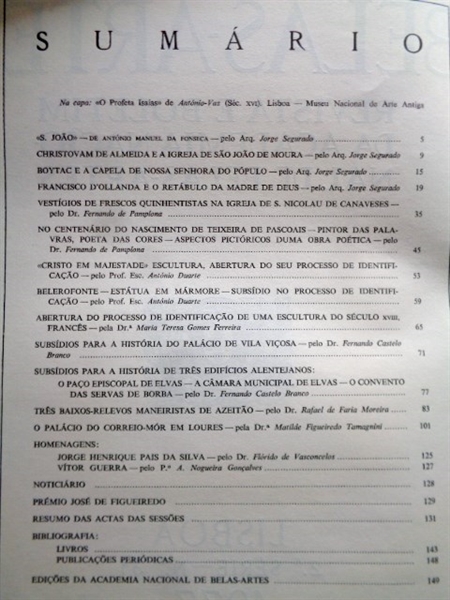 SUMÁRIO
Na capa: «O Profeta Isaías» de António-Vaz (Séc. XVI). Lisboa — Museu Nacional de Arte Antiga
«S. JOÃO» — DE ANTÓNIO MANUEL DA FONSECA — pelo Arq. Jorge Segurado 5
CHRISTOVAM DE ALMEIDA E A IGREJA DE SÃO JOÃO DE MOURA — pelo Arq. Jorge Segurado 9
BOYTAC E A CAPELA DE NOSSA SENHORA DO PÓPULO — pelo Arq. Jorge Segurado 15
FRANCISCO D'OLLANDA E O RETÁBULO DA MADRE DE DEUS — pelo Arq. Jorge Segurado 19
VESTÍGIOS DE FRESCOS QUINHENTISTAS NA IGREJA DE S. NICOLAU DE CANAVESES —
pelo Dr. Fernando de Pamplona 35
NO CENTENÁRIO DO NASCIMENTO DE TEIXEIRA DE PASCOAIS — PINTOR DAS PALA-
VRAS, POETA DAS CORES — ASPECTOS PICTÓRICOS DUMA OBRA POÉTICA — pelo
Dr. Fernando de Pamplona 45
«CRISTO EM MAJESTADE» ESCULTURA, ABERTURA DO SEU PROCESSO DE IDENTIFI-
CAÇÃO — pelo Prof. Esc. António Duarte 53
BELEROFONTE — ESTÁTUA EM MÁRMORE — SUBSÍDIO NO PROCESSO DE IDENTIFI-
CAÇÃO — pelo Prof. Esc. António Duarte 59
ABERTURA DO PROCESSO DE IDENTIFICAÇÃO DE UMA ESCULTURA DO SÉCULO XVIII,
FRANCÊS — pela Dr.ª Maria Teresa Gomes Ferreira 65
SUBSÍDIOS PARA A HISTÓRIA DO PALÁCIO DE VILA VIÇOSA — pelo Dr. Fernando Castelo
Branco 71
SUBSÍDIOS PARA A HISTÓRIA DE TRÊS EDIFÍCIOS ALENTEJANOS:
O PAÇO EPISCOPAL DE ELVAS — A CÂMARA MUNICIPAL DE ELVAS — O CONVENTO
DAS SERVAS DE BORBA — pelo Dr. Fernando Castelo Branco 77
TRÊS BAIXOS-RELEVOS MANEIRISTAS DE AZEITÃO — pelo Dr. Rafael de Faria Moreira 83
O PALÁCIO DO CORREIO-MÓR EM LOURES — pela Dr.ª Matilde Figueiredo Tamagnini 101
HOMENAGENS:
JORGE HENRIQUE PAIS DA SILVA — pelo Dr. Flórido de Vasconcelos 125
VÍTOR GUERRA — pelo P.ª A. Nogueira Gonçalves 127
NOTICIÁRIO 128
PRÉMIO JOSÉ DE FIGUEIREDO 129
RESUMO DAS ACTAS DAS SESSÕES 131
BIBLIOGRAFIA:
LIVROS 143
PUBLICAÇÕES PERIÓDICAS 148
EDIÇÕES DA ACADEMIA NACIONAL DE BELAS-ARTES 149